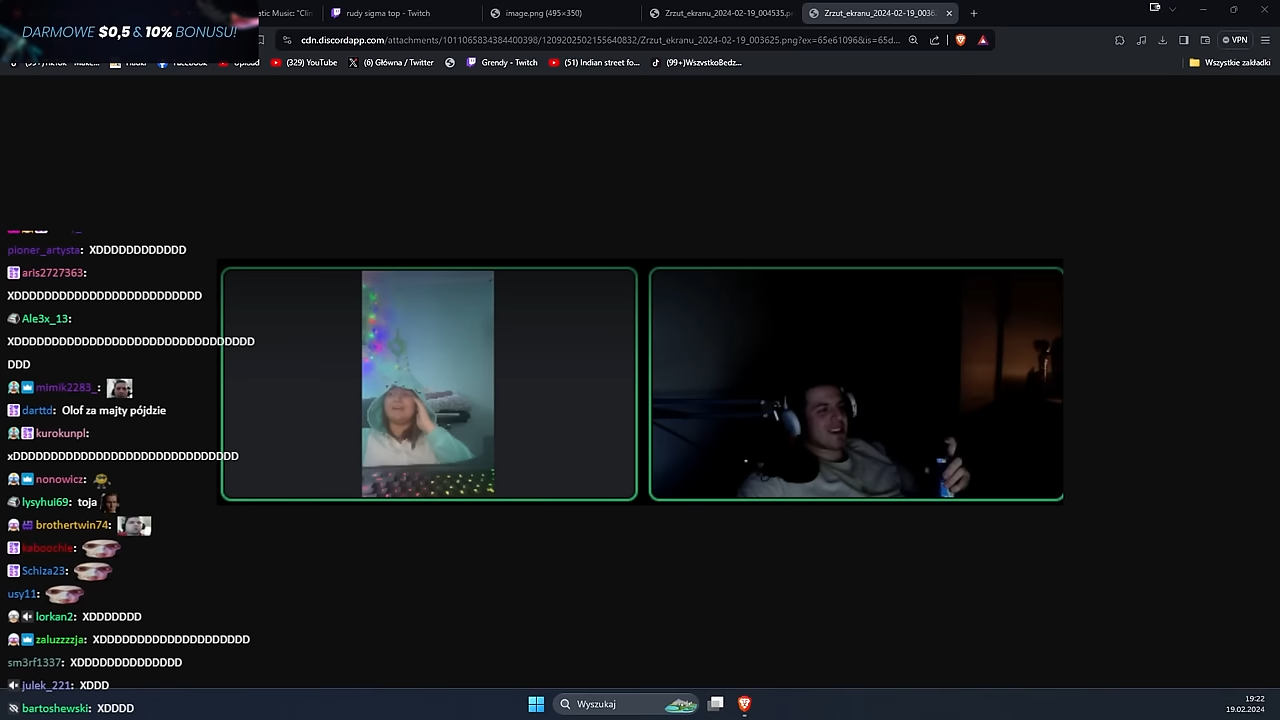 DARMOWE $0,5 & 10% BONUSU!
atic Music: "Clin
rudy sigma top - Twitch
image.png (495×350)
Zrzut_ekranu_2024-02-19_004535.p
Zrzut_ekranu_2024-02-19_0036
cdn.discordapp.com/attachments/1011065834384400398/1209202502155640832/Zrzut_ekranu_2024-02-19_003625.png?ex=65e61096&is=65d...
VPN
(329) YouTube
(6) Główna / Twitter
Grendy - Twitch
(51) Indian street fo...
(99+)WszystkoBedz...
Wszystkie zakładki
pioner_artysta: XDDDDDDDDDDDD
aris2727363:
XDDDDDDDDDDDDDDDDDDDDDDDDD
Ale3x_13:
XDDDDDDDDDDDDDDDDDDDDDDDDDDDDDDDD
DDD
mimik2283_:
darttd: Olof za majty pójdzie
kurokunpl:
xDDDDDDDDDDDDDDDDDDDDDDDDDDDDDD
nonowicz:
lysyhui69: toja
brothertwin74:
kaboochie:
Schiza23:
usy11:
lorkan2: XDDDDDDD
zaluzzzzja: XDDDDDDDDDDDDDDDDDDDD
sm3rf1337: XDDDDDDDDDDDDDD
julek_221: XDDD
bartoshewski: XDDDD
Wyszukaj
19:22
19.02.2024